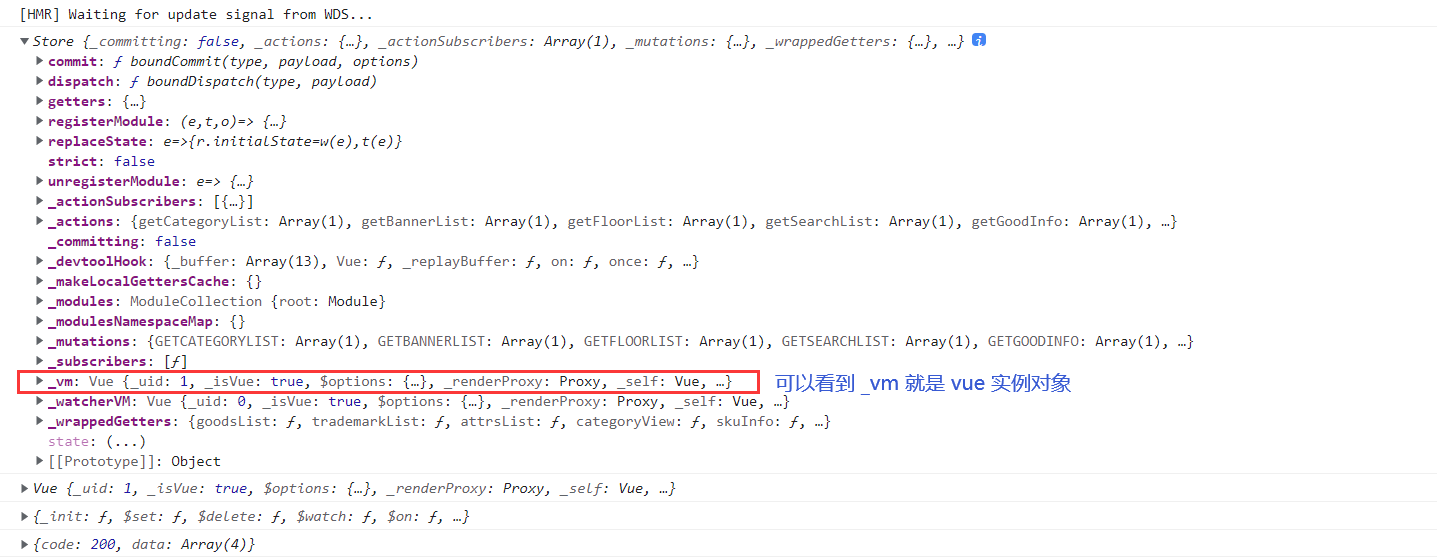 [HMR] Waiting for update signal from WDS...
Store {_committing: false, _actions: {…}, _actionSubscribers: Array(1), _mutations: {…}, _wrappedGetters: {…}, …} i
commit: ƒ boundCommit(type, payload, options)
dispatch: ƒ boundDispatch(type, payload)
getters: {…}
registerModule: (e,t,o)=> {…}
replaceState: e=>{r.initialState=w(e),t(e)}
strict: false
unregisterModule: e=> {…}
_actionSubscribers: [{…}]
_actions: {getCategoryList: Array(1), getBannerList: Array(1), getFloorList: Array(1), getSearchList: Array(1), getGoodInfo: Array(1), …}
_committing: false
_devtoolHook: {_buffer: Array(13), Vue: ƒ, _replayBuffer: ƒ, on: ƒ, once: ƒ, …}
_makeLocalGettersCache: {}
_modules: ModuleCollection {root: Module}
_modulesNamespaceMap: {}
_mutations: {GETCATEGORYLIST: Array(1), GETBANNERLIST: Array(1), GETFLOORLIST: Array(1), GETSEARCHLIST: Array(1), GETGOODINFO: Array(1), …}
_subscribers: [ƒ]
_vm: Vue {_uid: 1, _isVue: true, $options: {…}, _renderProxy: Proxy, _self: Vue, …} 可以看到 _vm 就是 vue 实例对象
_watcherVM: Vue {_uid: 0, _isVue: true, $options: {…}, _renderProxy: Proxy, _self: Vue, …}
_wrappedGetters: {goodsList: ƒ, trademarkList: ƒ, attrsList: ƒ, categoryView: ƒ, skuInfo: ƒ, …}
state: (...)
[[Prototype]]: Object
Vue {_uid: 1, _isVue: true, $options: {…}, _renderProxy: Proxy, _self: Vue, …}
{_init: ƒ, $set: ƒ, $delete: ƒ, $watch: ƒ, $on: ƒ, …}
{code: 200, data: Array(4)}